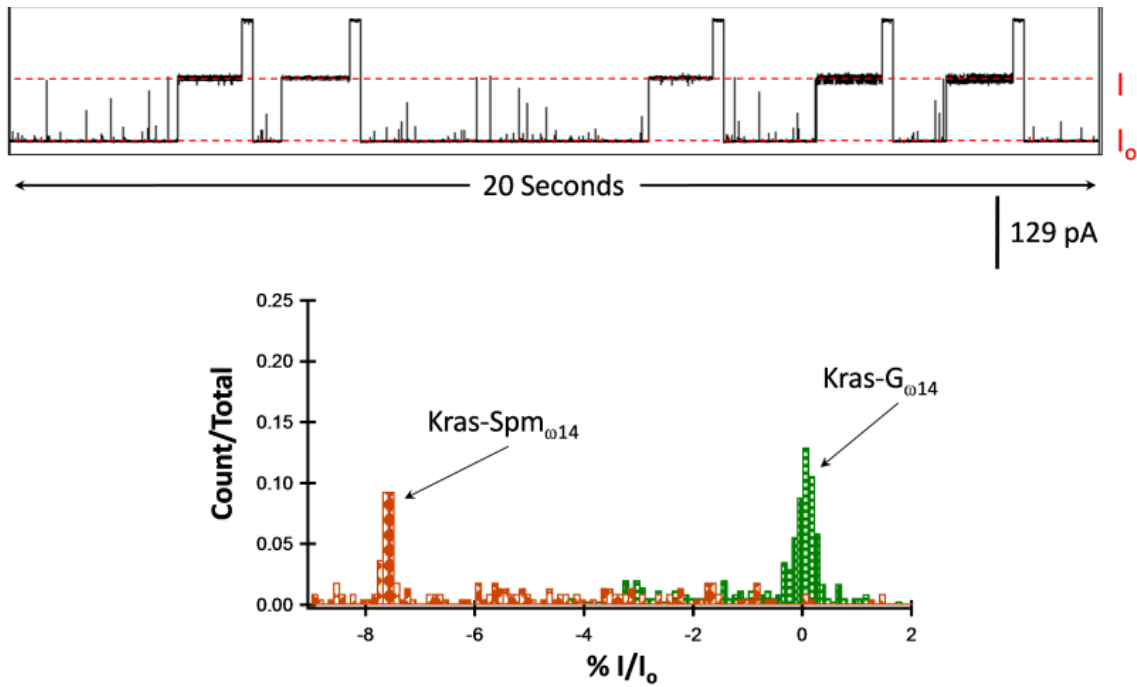 I
Iₒ
20 Seconds
129 pA
0.25
0.20
0.15
0.10
0.05
0.00
Count/Total
Kras-Spmω14
Kras-Gω14
-8 -6 -4 -2 0 2
% I/Iₒ